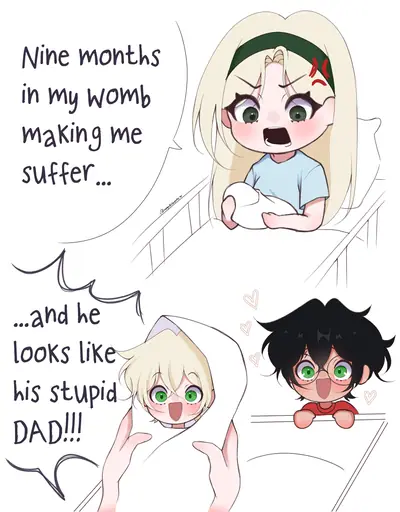 Nine months
in my womb
making me
suffer...
...and he
looks like
his stupid
DAD!!!